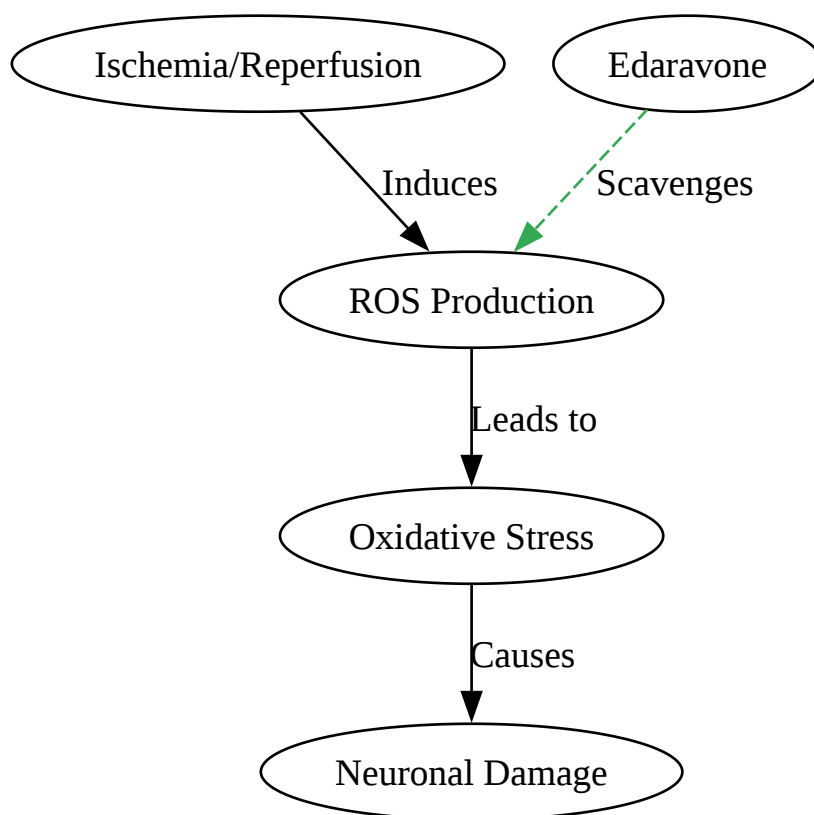 Ischemia/Reperfusion
Edaravone
Induces
Scavenges
ROS Production
Leads to
Oxidative Stress
Causes
Neuronal Damage